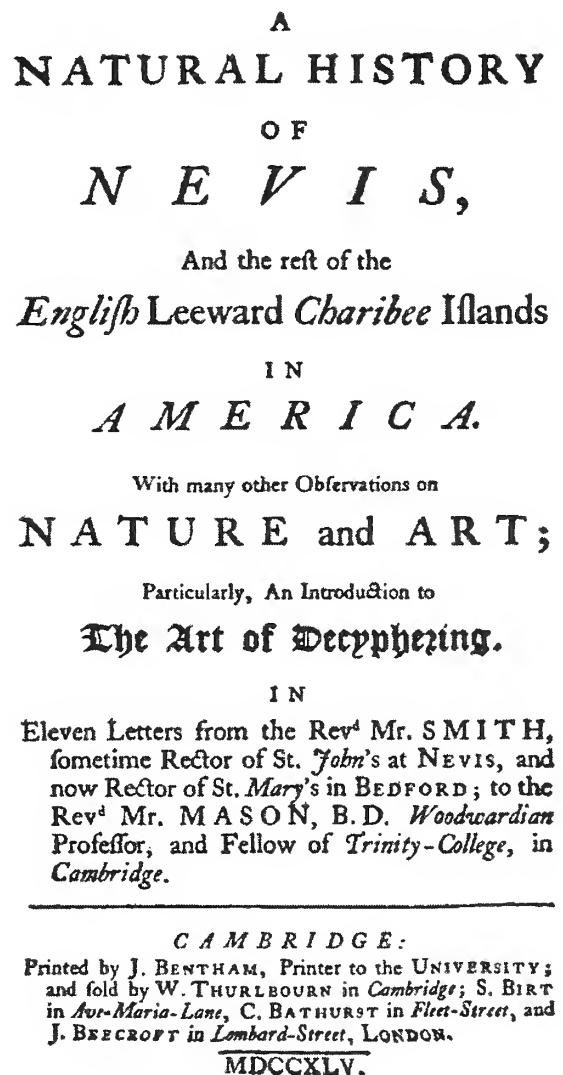 A
NATURAL HISTORY
OF
NEVIS,
And the reſt of the
Engliſh Leeward Charibee Iſlands
IN
AMERICA.
With many other Obſervations on
NATURE and ART;
Particularly, An Introduction to
The Art of Decypheꝛing.
IN
Eleven Letters from the Revᵈ Mr. SMITH,
ſometime Rector of St. John's at NEVIS, and
now Rector of St. Mary's in BEDFORD; to the
Revᵈ Mr. MASON, B.D. Woodwardian
Profeſſor, and Fellow of Trinity-College, in
Cambridge.
CAMBRIDGE:
Printed by J. BENTHAM, Printer to the UNIVERSITY;
and ſold by W. THURLBOURN in Cambridge; S. BIRT
in Ave-Maria-Lane, C. BATHURST in Fleet-Street, and
J. BEECROFT in Lombard-Street, LONDON.
MDCCXLV.